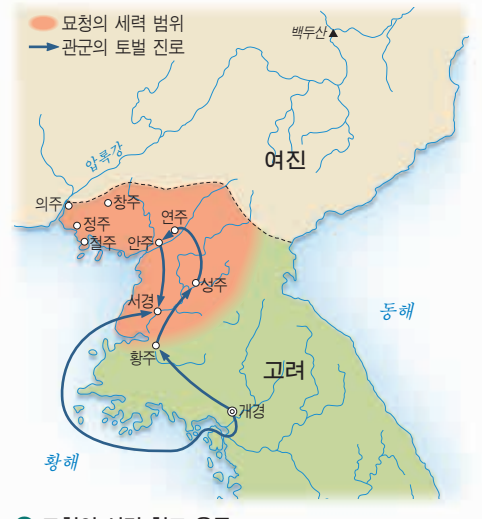 묘청의 세력 범위
관군의 토벌 진로
백두산
압록강
여진
의주
창주
정주
연주
철주
안주
성주
서경
동해
황주
고려
개경
황해